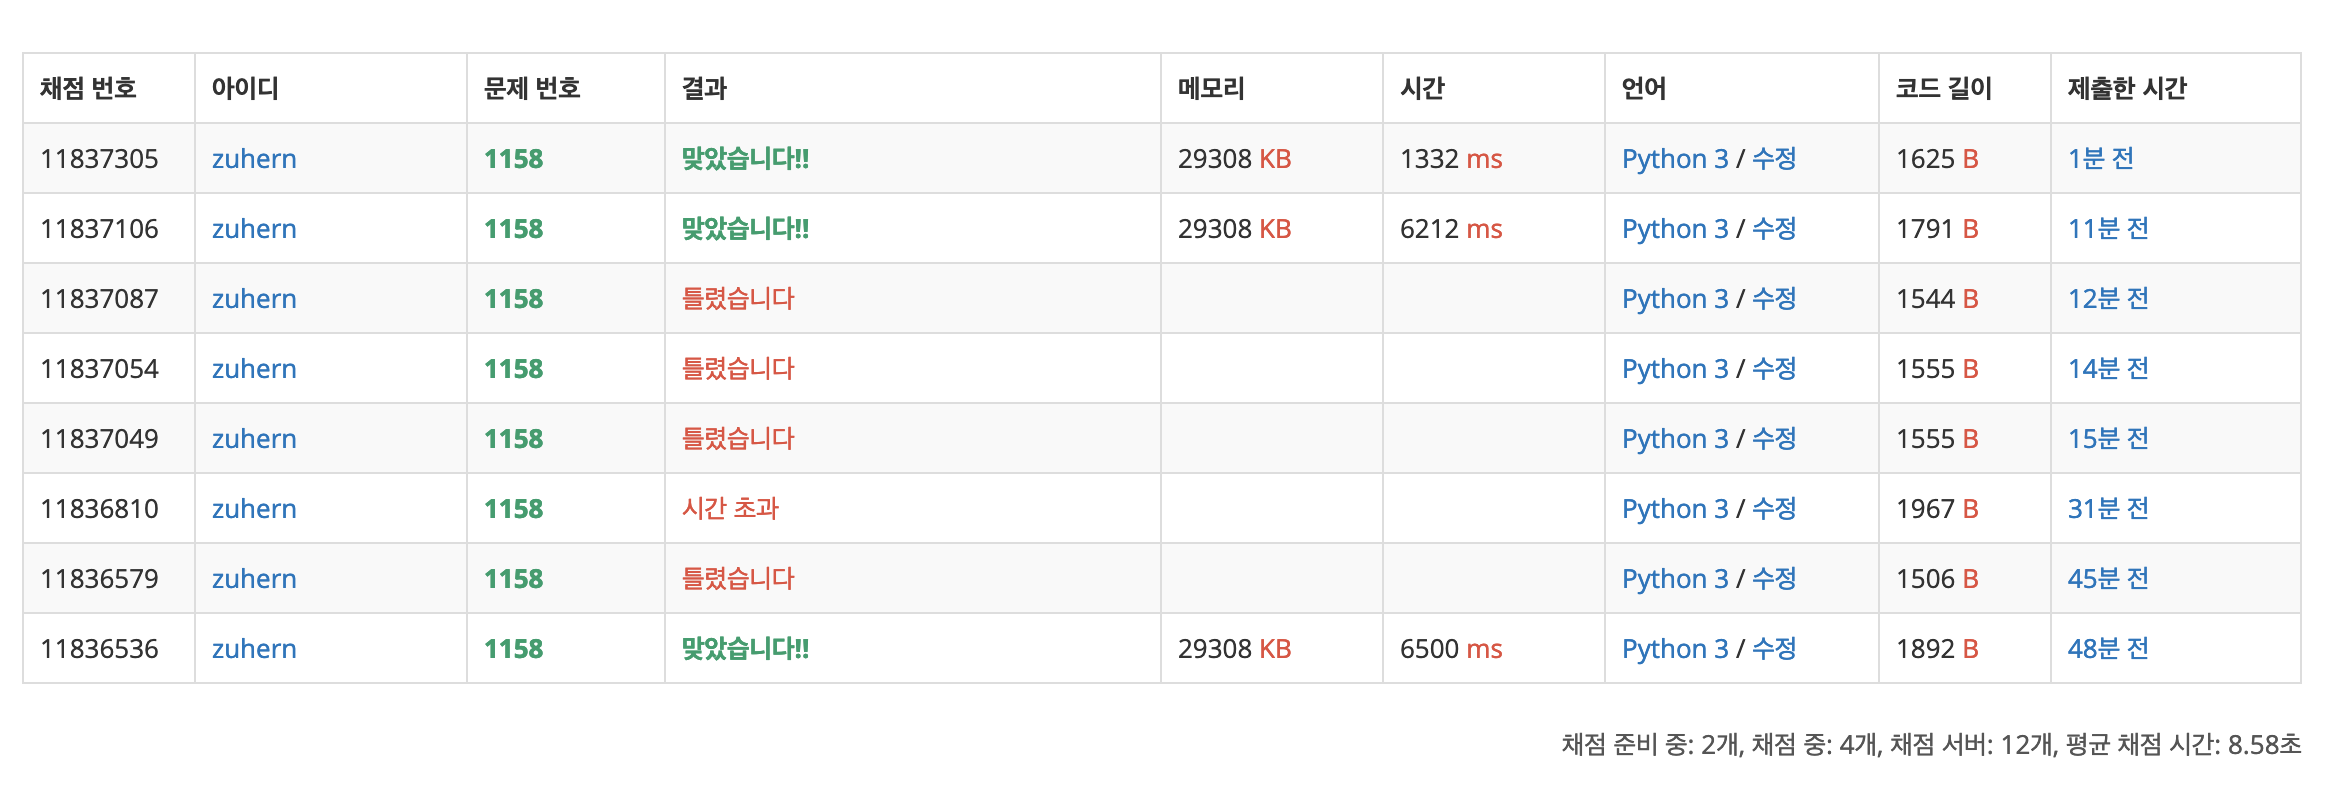 채점 번호 아이디 문제 번호 결과 메모리 시간 언어 코드 길이 제출한 시간
11837305 zuhern 1158 맞았습니다!! 29308 KB 1332 ms Python 3 / 수정 1625 B 1분 전
11837106 zuhern 1158 맞았습니다!! 29308 KB 6212 ms Python 3 / 수정 1791 B 11분 전
11837087 zuhern 1158 틀렸습니다 Python 3 / 수정 1544 B 12분 전
11837054 zuhern 1158 틀렸습니다 Python 3 / 수정 1555 B 14분 전
11837049 zuhern 1158 틀렸습니다 Python 3 / 수정 1555 B 15분 전
11836810 zuhern 1158 시간 초과 Python 3 / 수정 1967 B 31분 전
11836579 zuhern 1158 틀렸습니다 Python 3 / 수정 1506 B 45분 전
11836536 zuhern 1158 맞았습니다!! 29308 KB 6500 ms Python 3 / 수정 1892 B 48분 전
채점 준비 중: 2개, 채점 중: 4개, 채점 서버: 12개, 평균 채점 시간: 8.58초